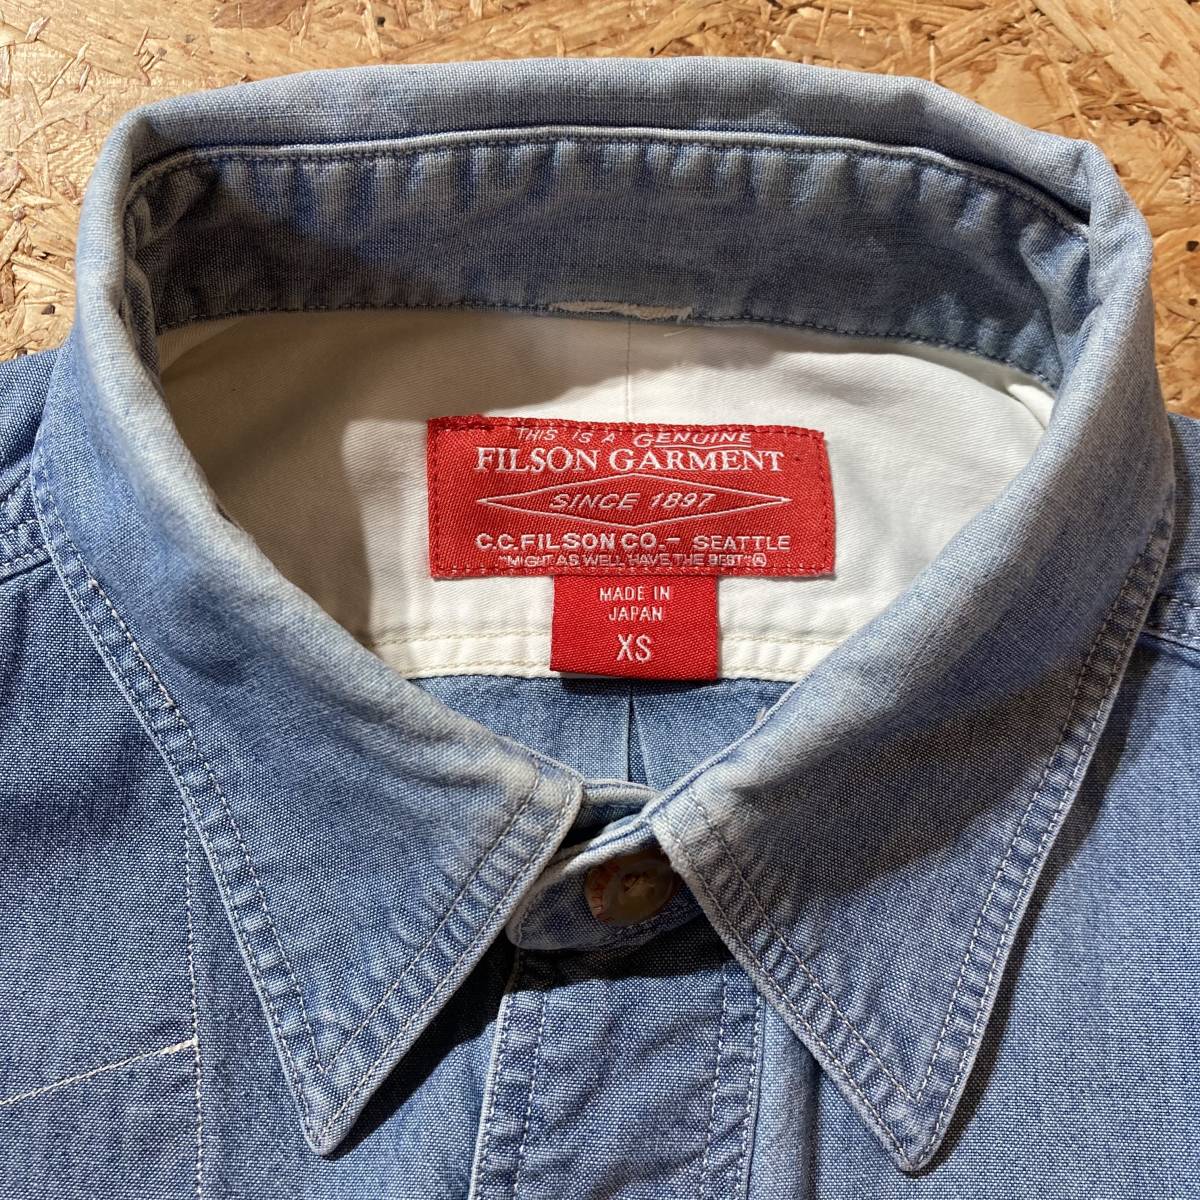 THIS IS A GENUINE
FILSON GARMENT
SINCE 1897
C.C.FILSON CO.– SEATTLE
"MIGHT AS WELL HAVE THE BEST"®
MADE IN
JAPAN
XS